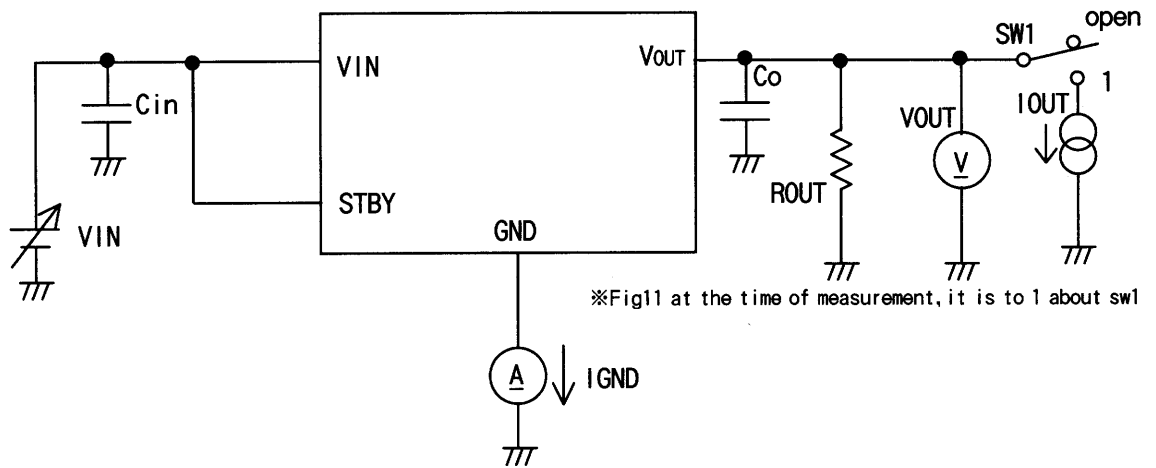 open
SW1
VIN
VOUT
Co
Cin
1
IOUT
VOUT
V
ROUT
STBY
GND
VIN
※Fig11 at the time of measurement, it is to 1 about sw1
A
IGND